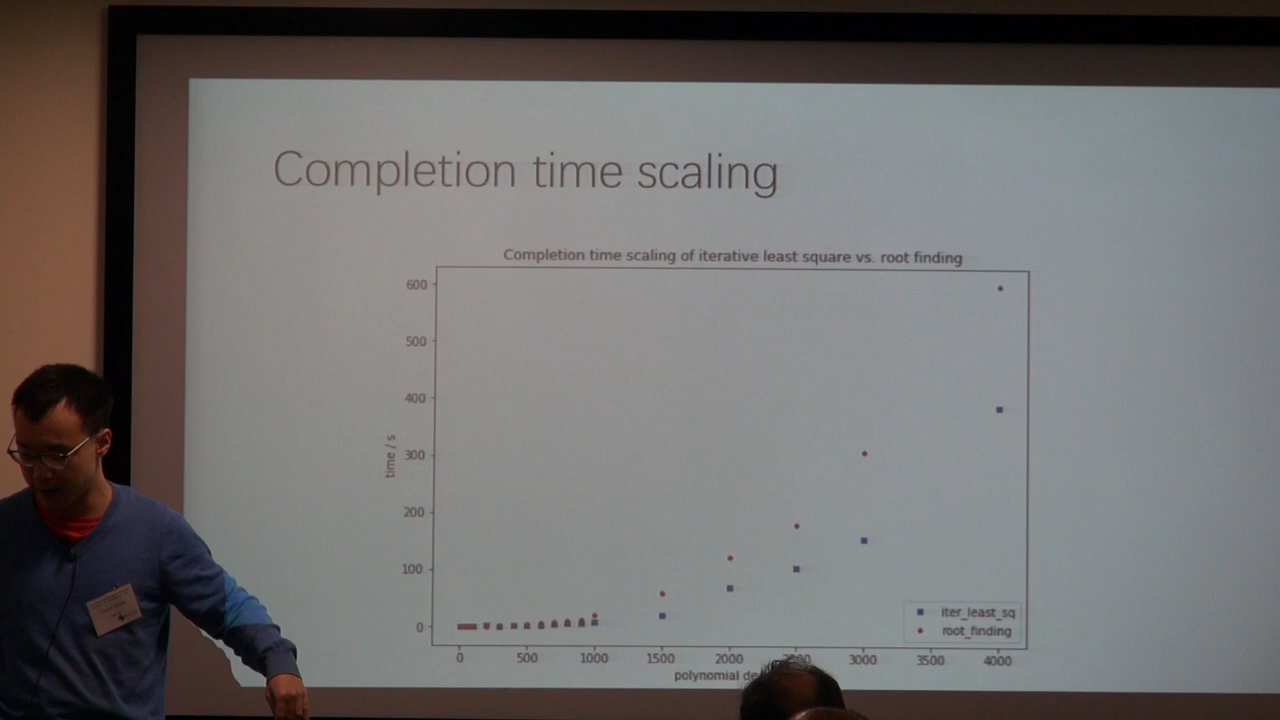 Completion time scaling
Completion time scaling of iterative least square vs. root finding
600
500
400
300
200
100
0
time / s
0 500 1000 1500 2000 2500 3000 3500 4000
polynomial
iter_least_sq
root_finding